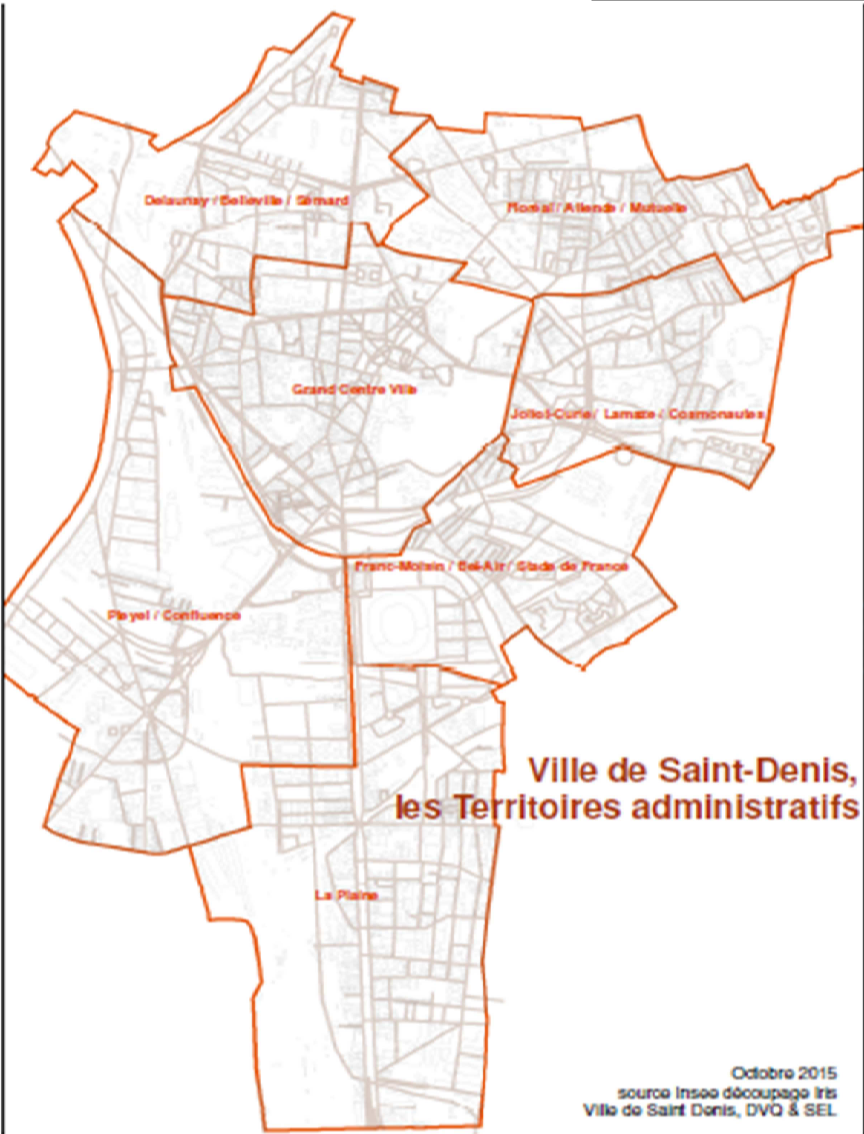 Delaunay / Belleville / Sémard
Floréal / Allende / Mutuelle
Grand Centre Ville
Joliot-Curie / Lamaze / Cosmonautes
Franc-Moisin / Bel-Air / Stade de France
Pleyel / Confluence
Ville de Saint-Denis,
les Territoires administratifs
La Plaine
Octobre 2015
source Insee découpage Iris
Ville de Saint Denis, DVQ & SEL